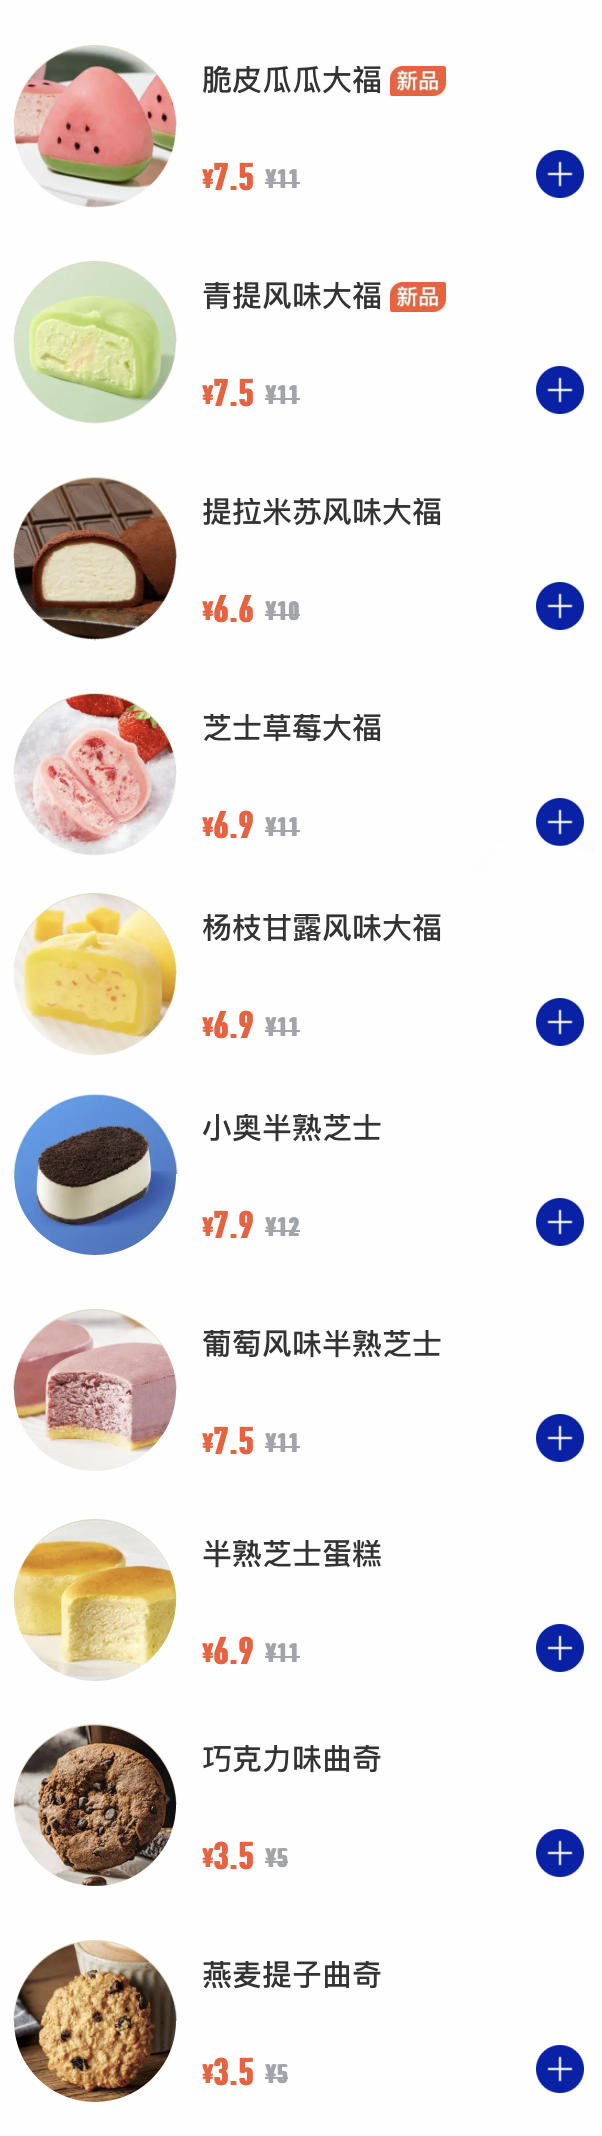 脆皮瓜瓜大福 新品
¥7.5 ¥11
青提风味大福 新品
¥7.5 ¥11
提拉米苏风味大福
¥6.6 ¥10
芝士草莓大福
¥6.9 ¥11
杨枝甘露风味大福
¥6.9 ¥11
小奥半熟芝士
¥7.9 ¥12
葡萄风味半熟芝士
¥7.5 ¥11
半熟芝士蛋糕
¥6.9 ¥11
巧克力味曲奇
¥3.5 ¥5
燕麦提子曲奇
¥3.5 ¥5